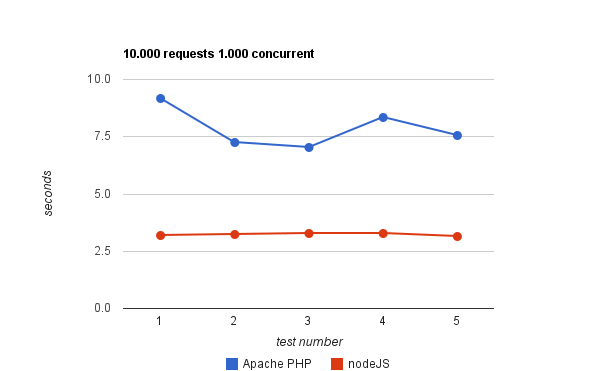 10.000 requests 1.000 concurrent
10.0
7.5
5.0
2.5
0.0
seconds
1 2 3 4 5
test number
Apache PHP nodeJS